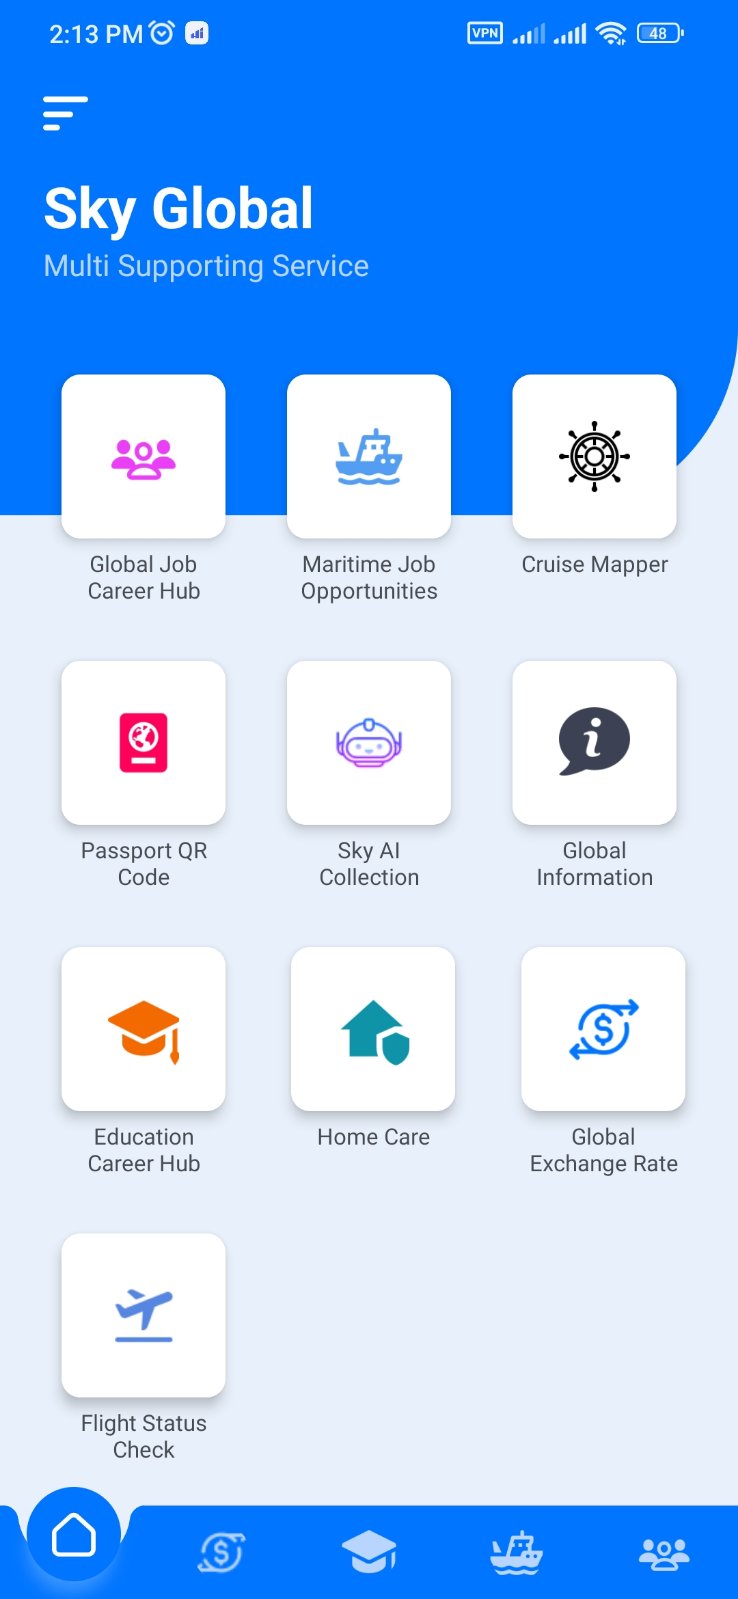 2:13 PM
VPN
48
Sky Global
Multi Supporting Service
Global Job
Career Hub
Maritime Job
Opportunities
Cruise Mapper
Passport QR
Code
Sky AI
Collection
Global
Information
Education
Career Hub
Home Care
Global
Exchange Rate
Flight Status
Check